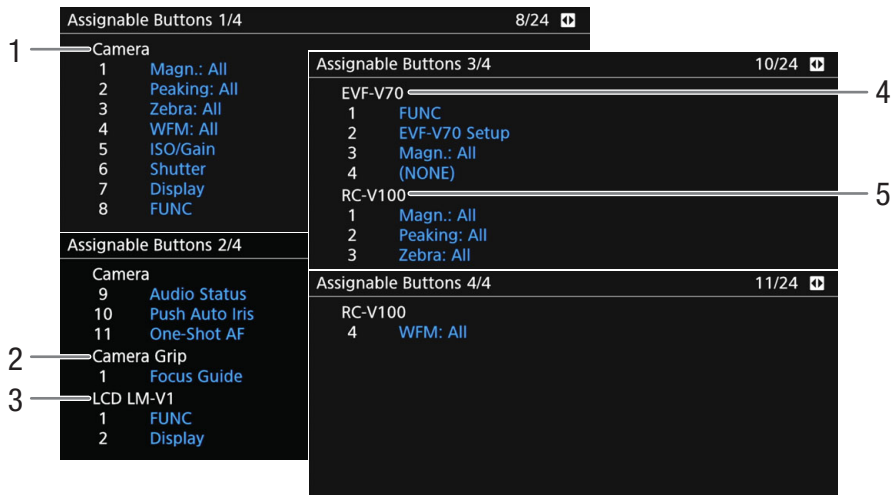 Assignable Buttons 1/4 8/24
1
Camera
1 Magn.: All
2 Peaking: All
3 Zebra: All
4 WFM: All
5 ISO/Gain
6 Shutter
7 Display
8 FUNC
Assignable Buttons 2/4
Camera
9 Audio Status
10 Push Auto Iris
11 One-Shot AF
2
Camera Grip
1 Focus Guide
3
LCD LM-V1
1 FUNC
2 Display
Assignable Buttons 3/4 10/24
EVF-V70
4
1 FUNC
2 EVF-V70 Setup
3 Magn.: All
4 (NONE)
RC-V100
5
1 Magn.: All
2 Peaking: All
3 Zebra: All
Assignable Buttons 4/4 11/24
RC-V100
4 WFM: All